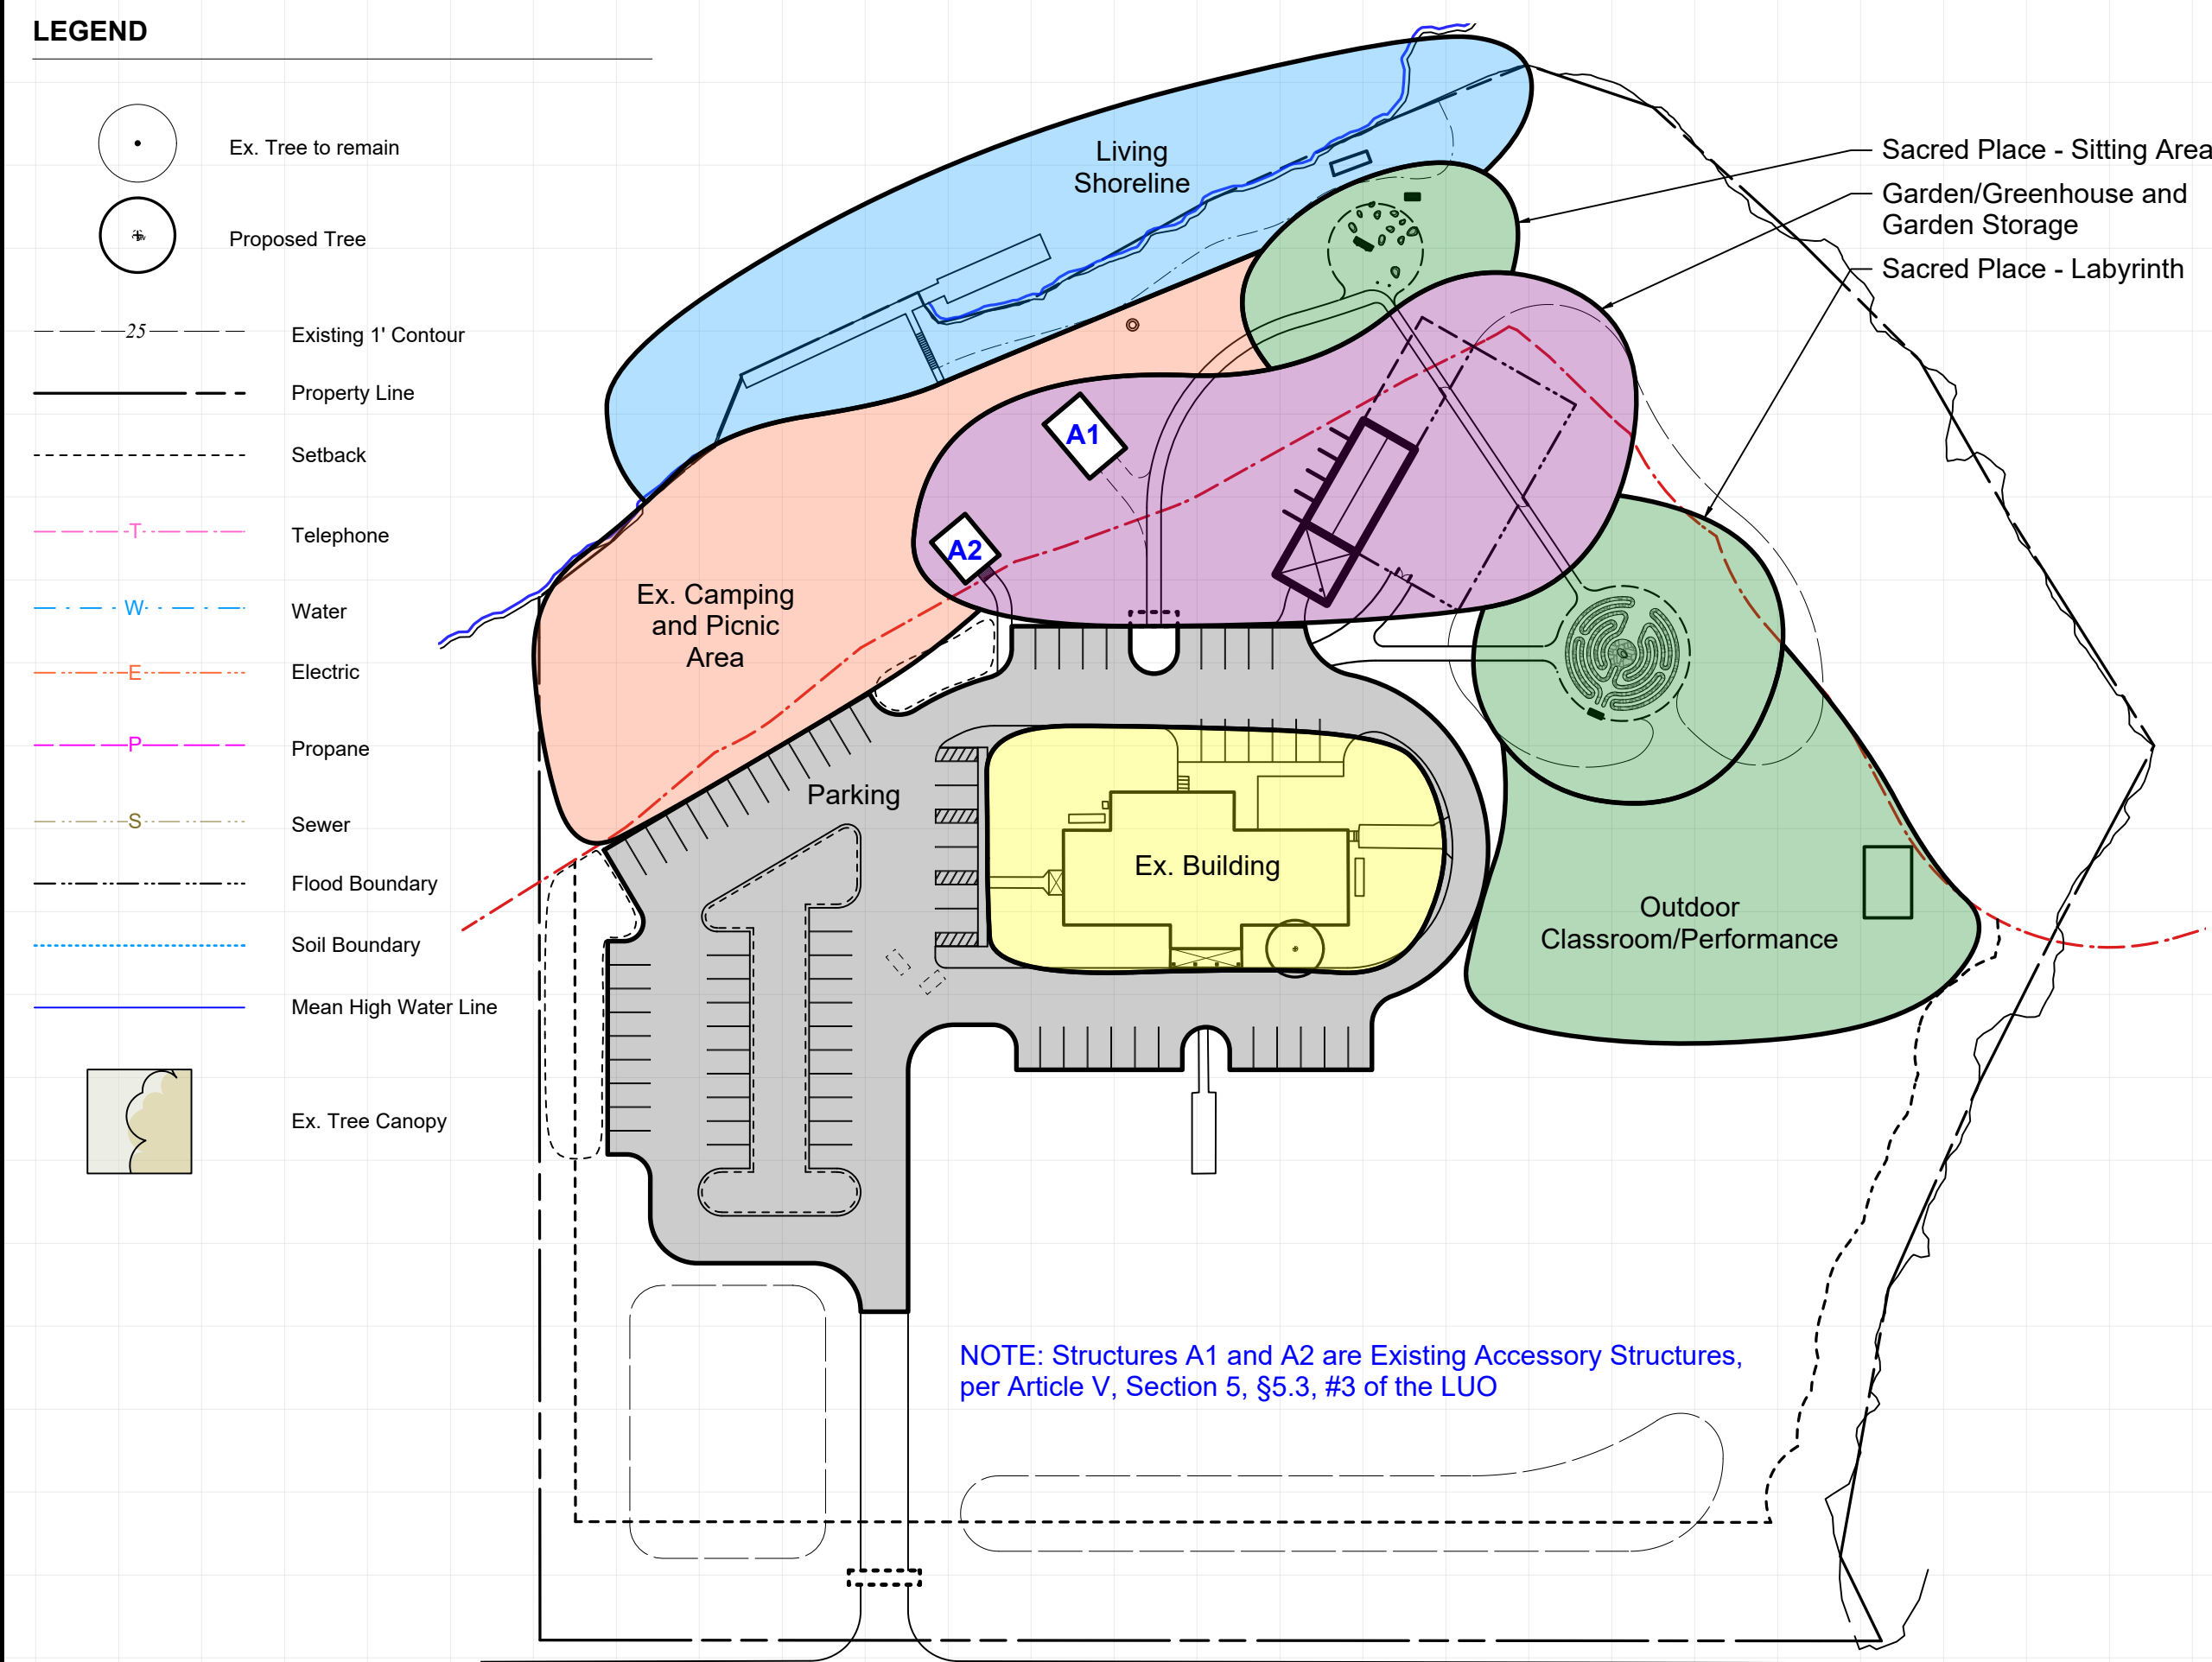 LEGEND
Ex. Tree to remain
Proposed Tree
25
Existing 1' Contour
Property Line
Setback
T
Telephone
W
Water
E
Electric
P
Propane
S
Sewer
Flood Boundary
Soil Boundary
Mean High Water Line
Ex. Tree Canopy
Living
Shoreline
Sacred Place - Sitting Area
Garden/Greenhouse and
Garden Storage
Sacred Place - Labyrinth
A1
A2
Ex. Camping
and Picnic
Area
Parking
Ex. Building
Outdoor
Classroom/Performance
NOTE: Structures A1 and A2 are Existing Accessory Structures,
per Article V, Section 5, §5.3, #3 of the LUO